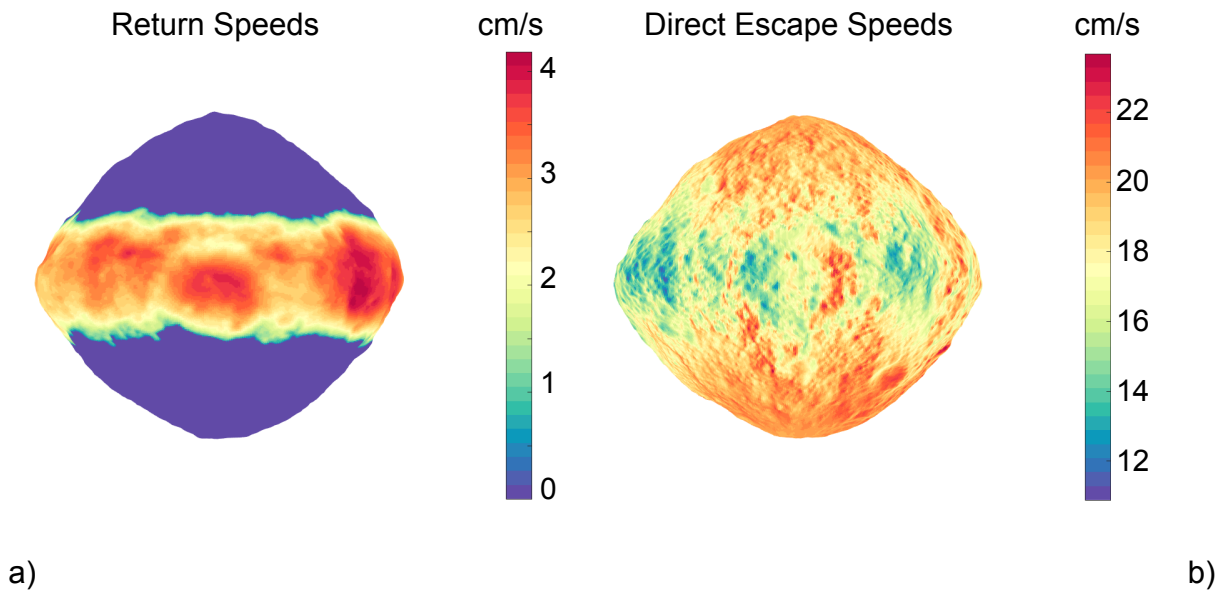 Return Speeds
cm/s
4
3
2
1
0
Direct Escape Speeds
cm/s
22
20
18
16
14
12
a)
b)